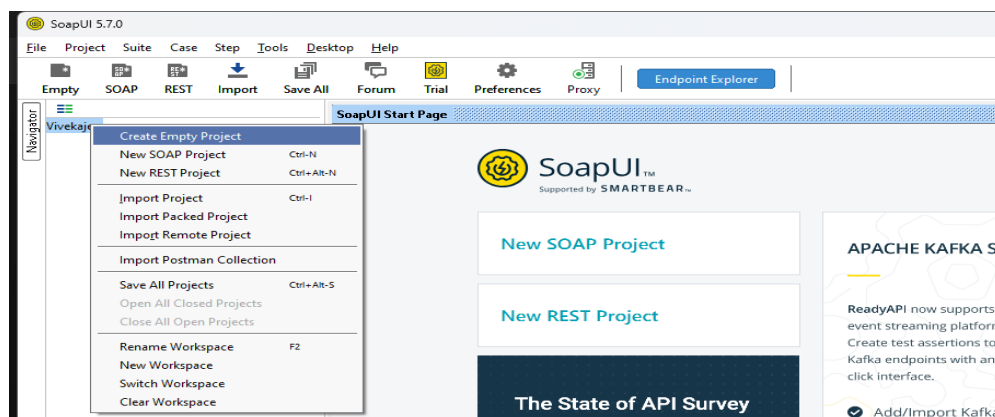 SoapUI 5.7.0
File Project Suite Case Step Tools Desktop Help
Empty SOAP REST Import Save All Forum Trial Preferences Proxy Endpoint Explorer
Navigator
SoapUI Start Page
Create Empty Project
New SOAP Project Ctrl-N
New REST Project Ctrl+Alt-N
Import Project Ctrl-I
Import Packed Project
Import Remote Project
Import Postman Collection
Save All Projects Ctrl+Alt-S
Open All Closed Projects
Close All Open Projects
Rename Workspace F2
New Workspace
Switch Workspace
Clear Workspace
SoapUI™
Supported by SMARTBEAR
New SOAP Project
New REST Project
The State of API Survey
APACHE KAFKA S
ReadyAPI now supports
event streaming platfor
Create test assertions to
Kafka endpoints with an
click interface.
Add/Import Kafka